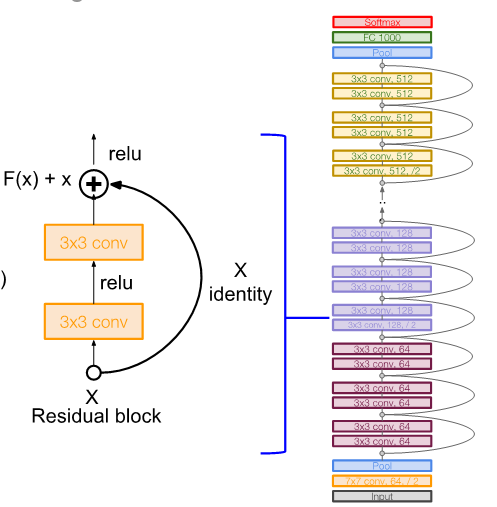 relu
F(x) + x
3x3 conv
)
relu
X
identity
3x3 conv
X
Residual block
Softmax
FC 1000
Pool
3x3 conv, 512
3x3 conv, 512
3x3 conv, 512
3x3 conv, 512
3x3 conv, 512
3x3 conv, 512, /2
..
3x3 conv, 128
3x3 conv, 128
3x3 conv, 128
3x3 conv, 128
3x3 conv, 128
3x3 conv, 128, / 2
3x3 conv, 64
3x3 conv, 64
3x3 conv, 64
3x3 conv, 64
3x3 conv, 64
3x3 conv, 64
Pool
7x7 conv, 64, / 2
Input